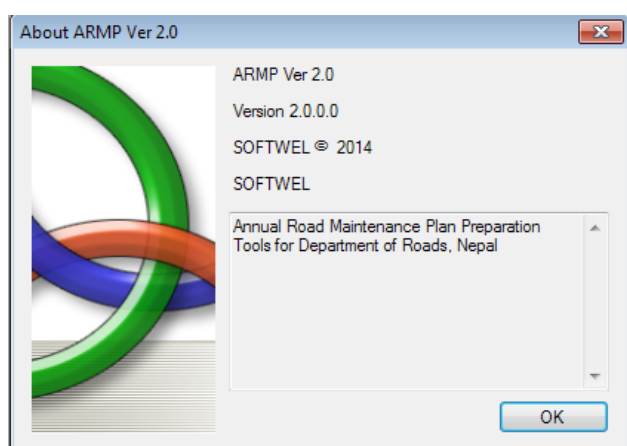 About ARMP Ver 2.0
ARMP Ver 2.0
Version 2.0.0.0
SOFTWEL © 2014
SOFTWEL
Annual Road Maintenance Plan Preparation
Tools for Department of Roads, Nepal
OK